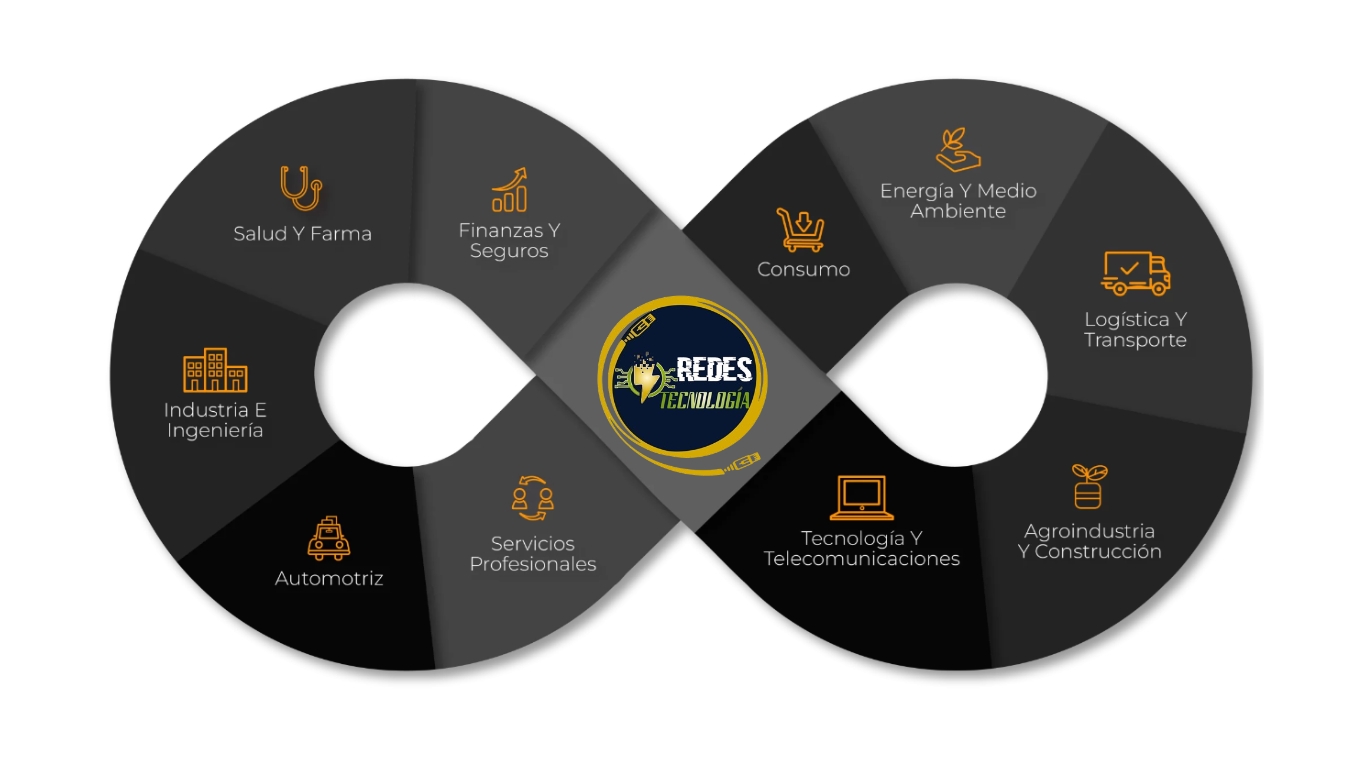 Salud Y Farma
Finanzas Y
Seguros
Industria E
Ingeniería
Automotriz
Servicios
Profesionales
REDES
TECNOLOGÍA
Consumo
Energía Y Medio
Ambiente
Logística Y
Transporte
Agroindustria
Y Construcción
Tecnología Y
Telecomunicaciones